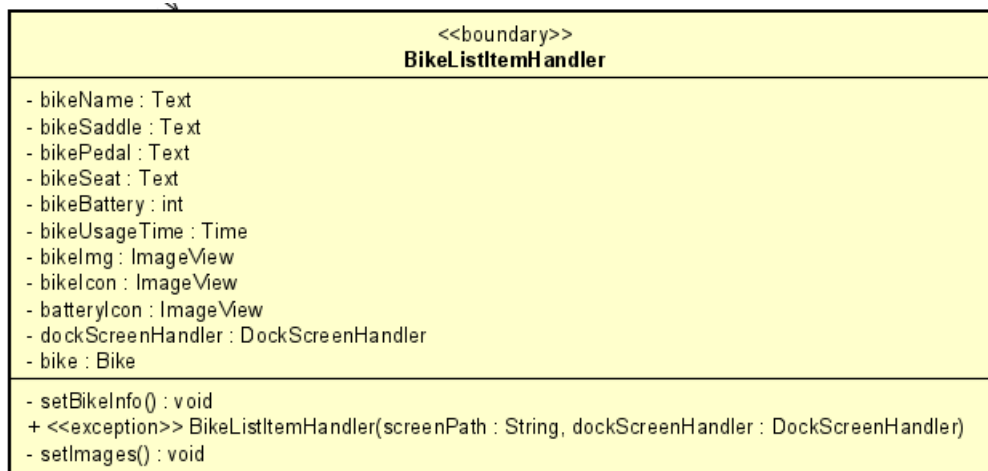 <<boundary>>
BikeListItemHandler
- bikeName : Text
- bikeSaddle : Text
- bikePedal : Text
- bikeSeat : Text
- bikeBattery : int
- bikeUsageTime : Time
- bikeImg : ImageView
- bikeIcon : ImageView
- batteryIcon : ImageView
- dockScreenHandler : DockScreenHandler
- bike : Bike
- setBikeInfo() : void
+ <<exception>> BikeListItemHandler(screenPath : String, dockScreenHandler : DockScreenHandler)
- setImages() : void